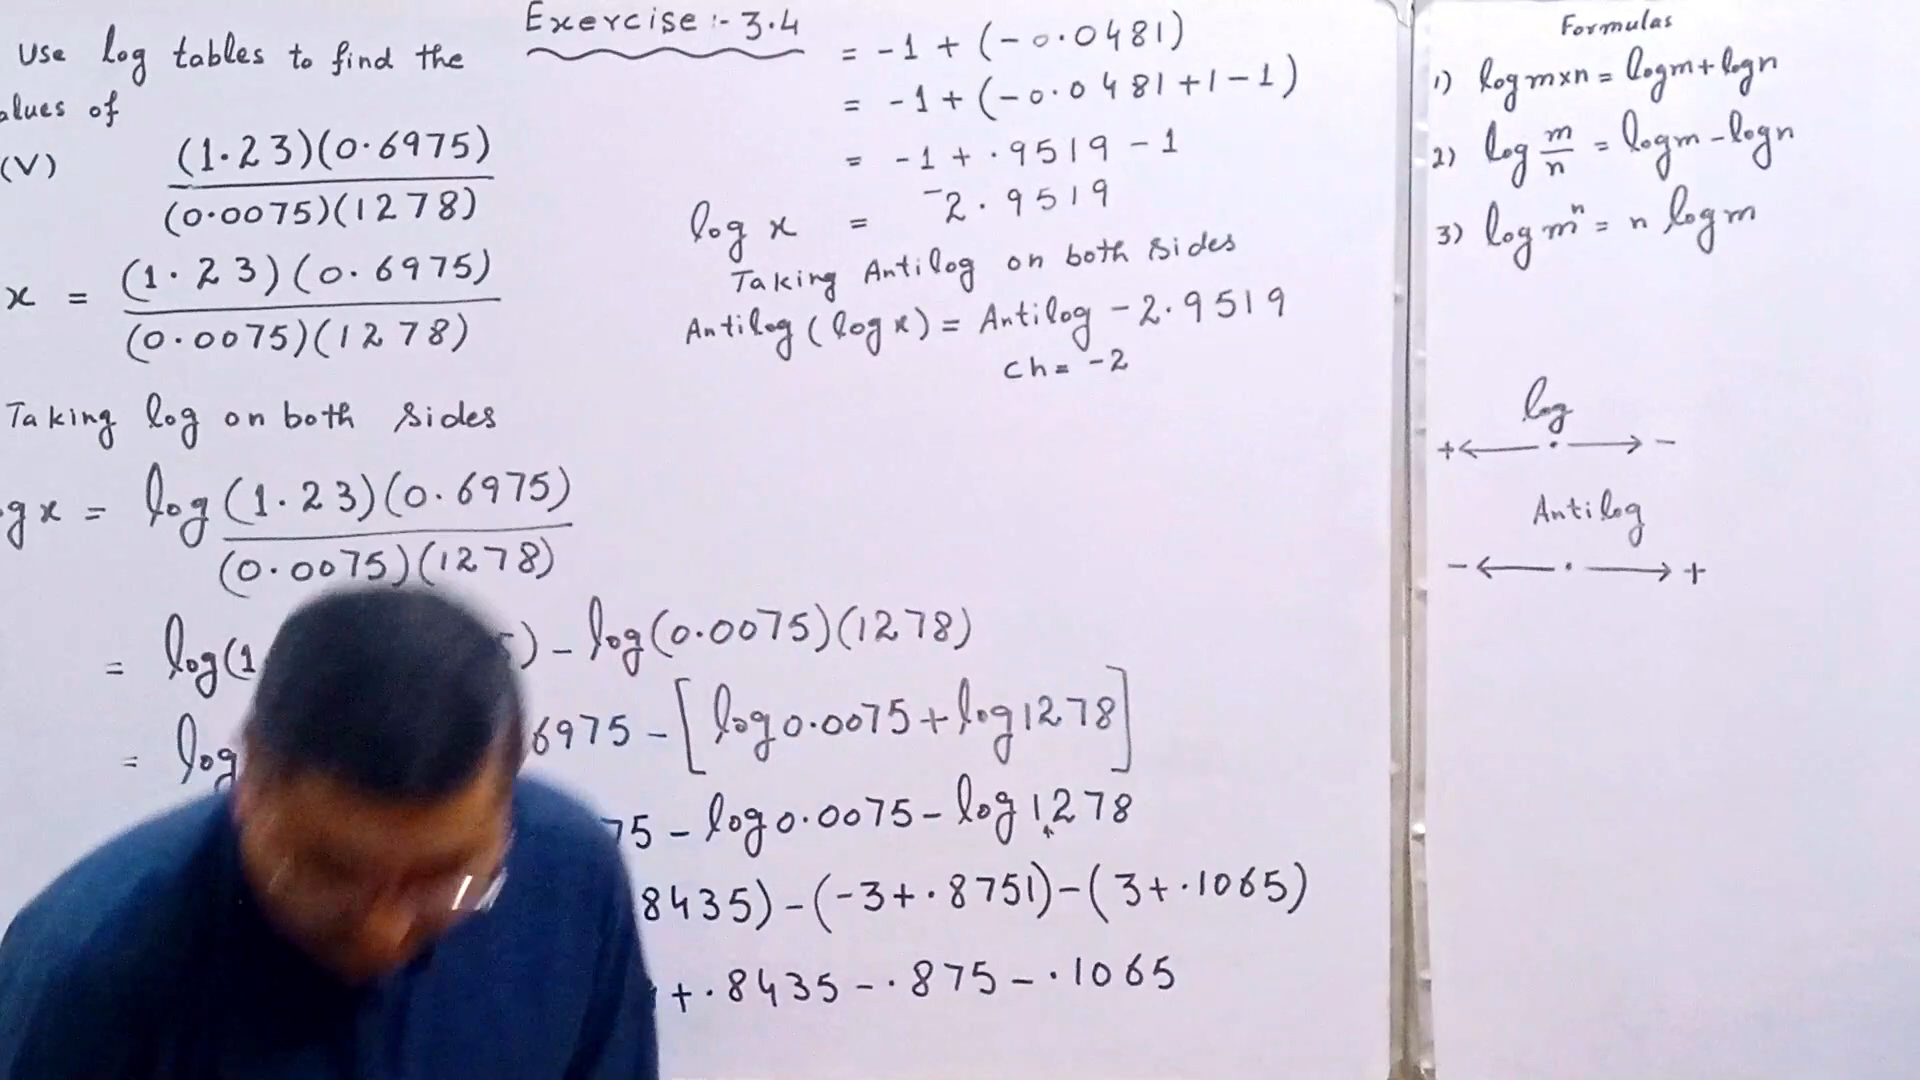 Exercise :- 3.4
Use log tables to find the
alues of
(V) (1.23)(0.6975)
(0.0075)(1278)
x = (1.23)(0.6975)
(0.0075)(1278)
Taking log on both sides
gx = log (1.23)(0.6975)
(0.0075)(1278)
= log(1 5) - log(0.0075)(1278)
= log 6975 - [log 0.0075 + log 1278]
75 - log 0.0075 - log 1278
8435) - (-3+.8751) - (3+.1065)
+ .8435 - .875 - .1065
= -1 + (-0.0481)
= -1 + (-0.0481+1-1)
= -1 + .9519 - 1
log x = -2.9519
Taking Antilog on both sides
Antilog (log x) = Antilog -2.9519
ch = -2
Formulas
1) log m×n = log m + log n
2) log m/n = log m - log n
3) log mⁿ = n log m
log
+ ← . → -
Antilog
- ← . → +